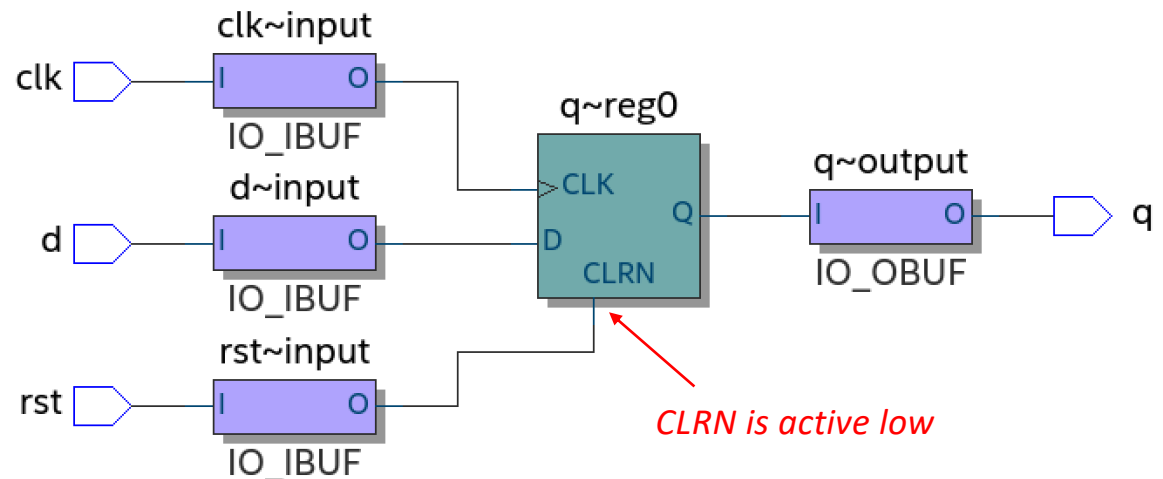 clk~input
clk
I
O
IO_IBUF
q~reg0
d~input
CLK
q~output
d
I
O
D
Q
I
O
q
CLRN
IO_IBUF
IO_OBUF
rst~input
rst
I
O
CLRN is active low
IO_IBUF